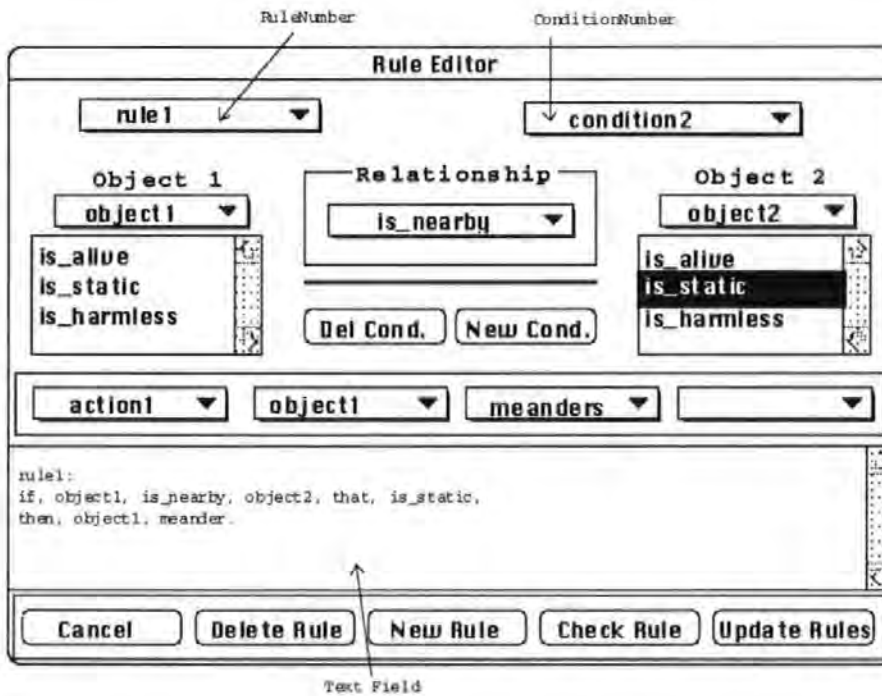 RuleNumber
ConditionNumber
Rule Editor
rule1
condition2
Object 1
Relationship
Object 2
object1
is_nearby
object2
is_alive
is_static
is_harmless
is_alive
is_static
is_harmless
Del Cond.
New Cond.
action1
object1
meanders
rule1:
if, object1, is_nearby, object2, that, is_static,
then, object1, meander.
Cancel
Delete Rule
New Rule
Check Rule
Update Rules
Text Field